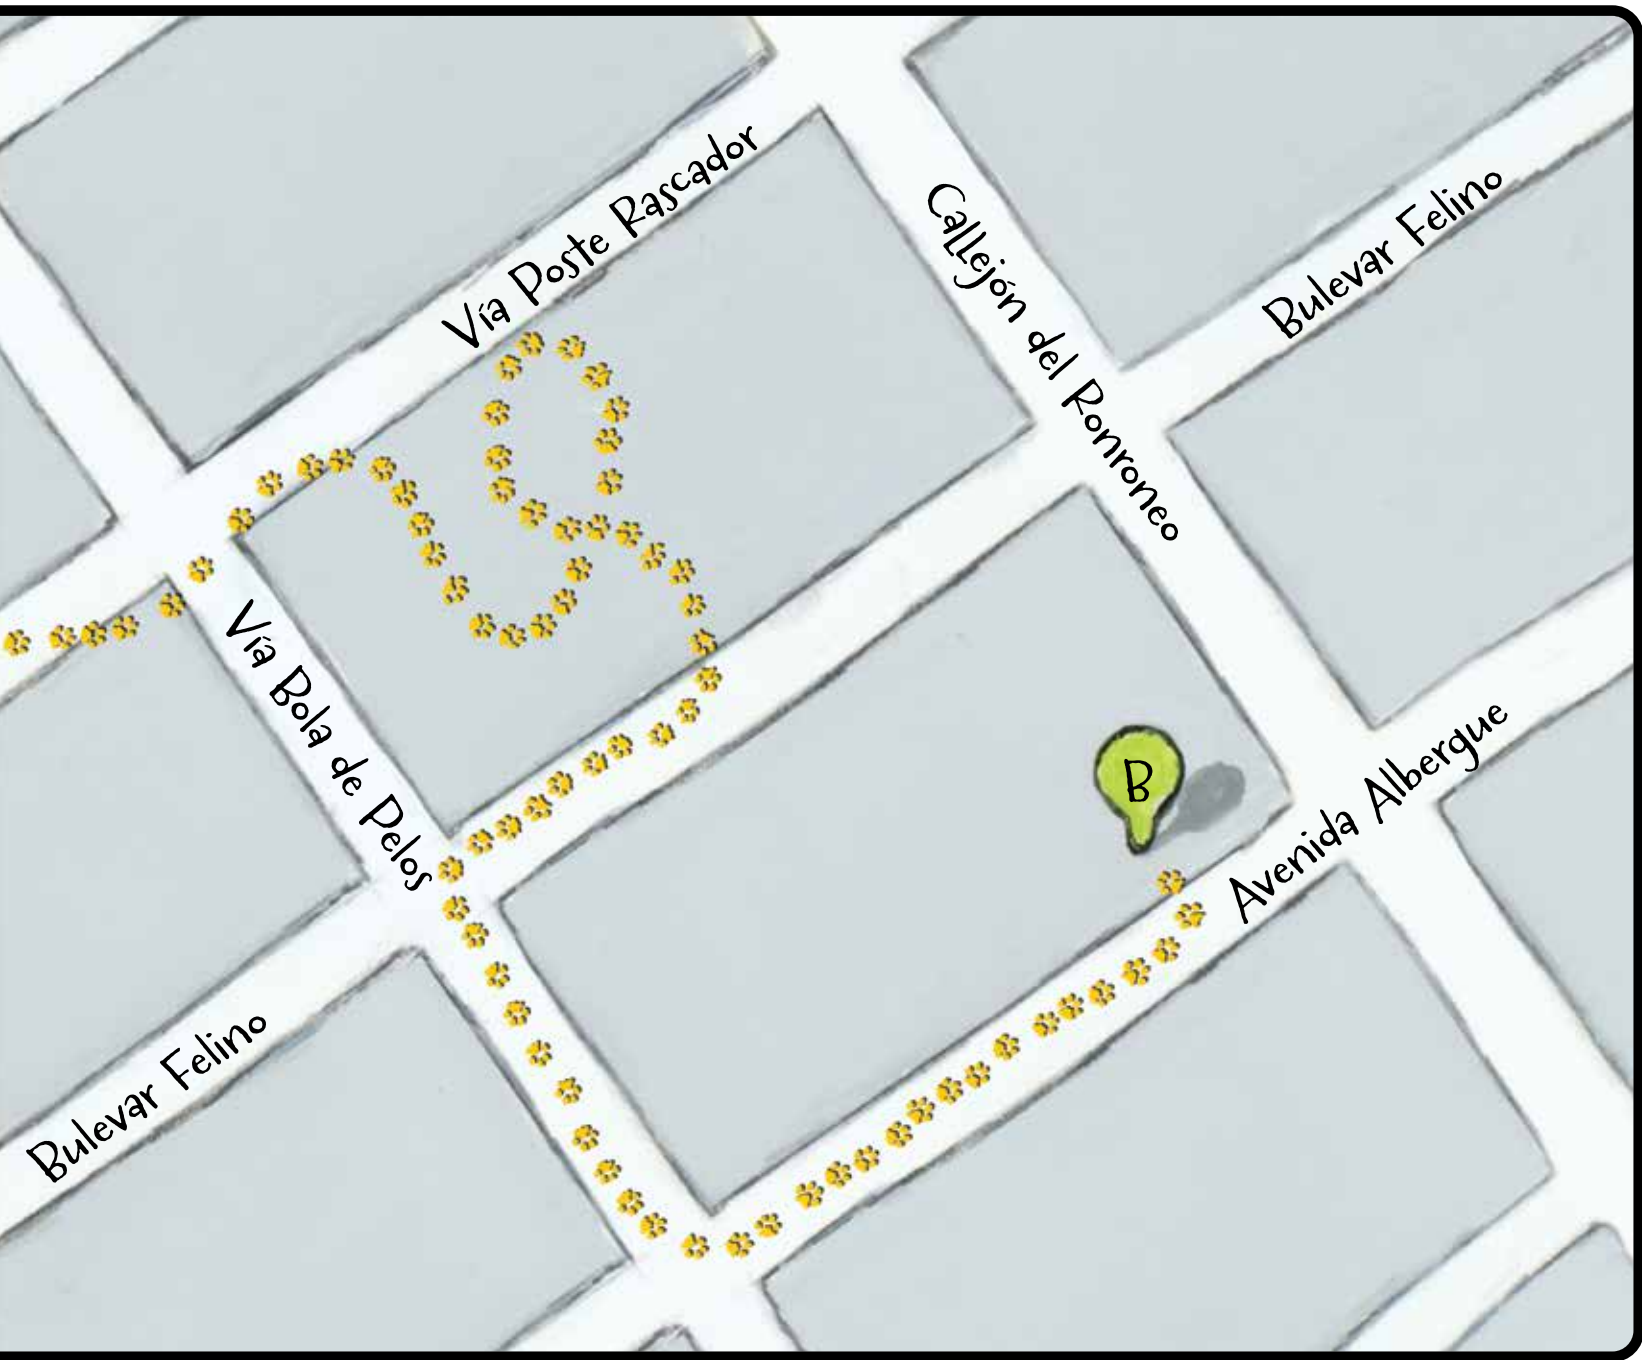 Vía Poste Rascador
Callejón del Ronroneo
Bulevar Felino
Vía Bola de Pelos
B
Avenida Albergue
Bulevar Felino